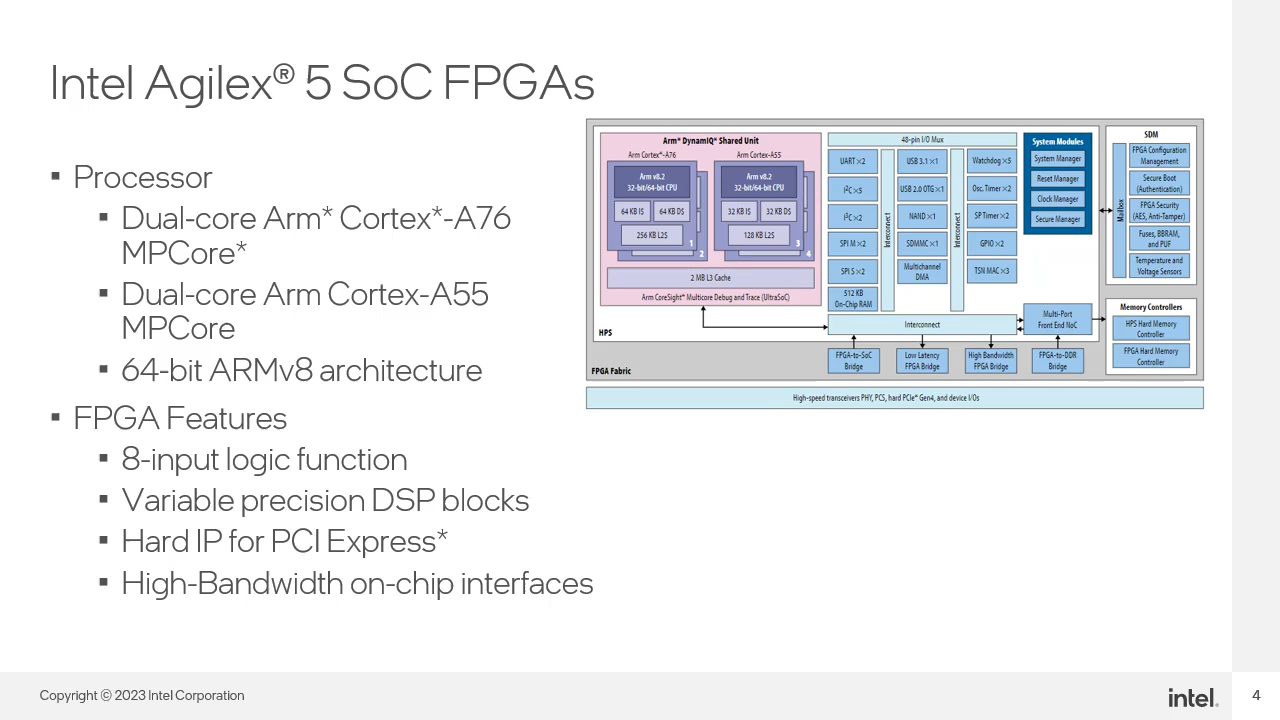 Intel Agilex® 5 SoC FPGAs
▪ Processor
▪ Dual-core Arm* Cortex*-A76
MPCore*
▪ Dual-core Arm Cortex-A55
MPCore
▪ 64-bit ARMv8 architecture
▪ FPGA Features
▪ 8-input logic function
▪ Variable precision DSP blocks
▪ Hard IP for PCI Express*
▪ High-Bandwidth on-chip interfaces
Arm® DynamIQ® Shared Unit
Arm Cortex®-A76
Arm v8.2
32-bit/64-bit CPU
64 KB IS
64 KB DS
256 KB L2S
1
2
Arm Cortex-A55
Arm v8.2
32-bit/64-bit CPU
32 KB IS
32 KB DS
128 KB L2S
3
4
2 MB L3 Cache
Arm CoreSight® Multicore Debug and Trace (UltraSoC)
HPS
FPGA Fabric
48-pin I/O Mux
UART ×2
I²C ×5
I³C ×2
SPI M ×2
SPI S ×2
512 KB
On-Chip RAM
Interconnect
USB 3.1 ×1
USB 2.0 OTG ×1
NAND ×1
SDMMC ×1
Multichannel
DMA
Interconnect
Watchdog ×5
Osc. Timer ×2
SP Timer ×2
GPIO ×2
TSN MAC ×3
Interconnect
System Modules
System Manager
Reset Manager
Clock Manager
Secure Manager
Multi-Port
Front End NoC
FPGA-to-SoC
Bridge
Low Latency
FPGA Bridge
High Bandwidth
FPGA Bridge
FPGA-to-DDR
Bridge
SDM
Mailbox
FPGA Configuration
Management
Secure Boot
(Authentication)
FPGA Security
(AES, Anti-Tamper)
Fuses, BBRAM,
and PUF
Temperature and
Voltage Sensors
Memory Controllers
HPS Hard Memory
Controller
FPGA Hard Memory
Controller
High-speed transceivers PHY, PCS, hard PCIe® Gen4, and device I/Os
Copyright © 2023 Intel Corporation
intel.
4